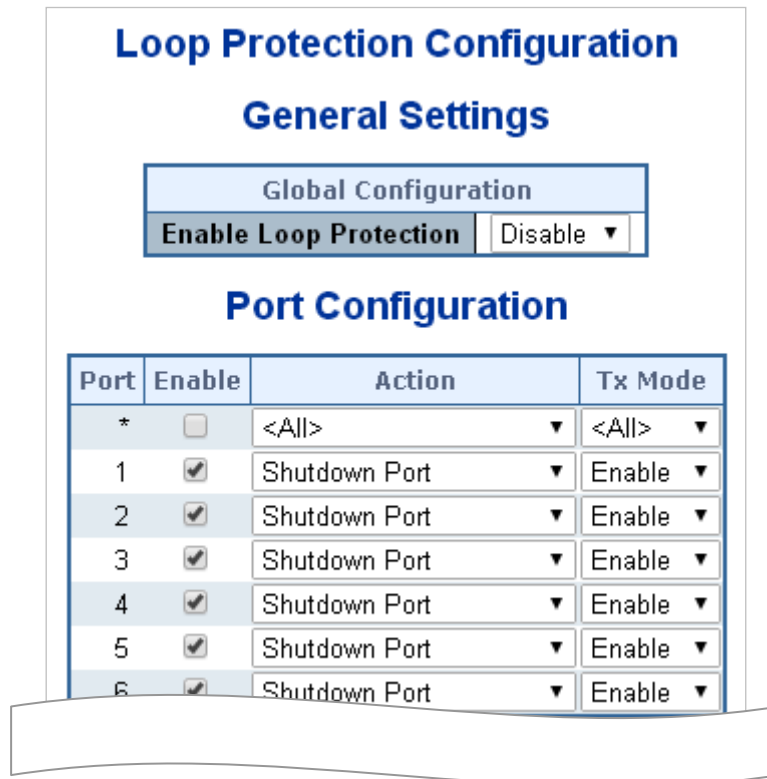 Loop Protection Configuration
General Settings
Global Configuration
Enable Loop Protection Disable
Port Configuration
Port Enable Action Tx Mode
* <All> <All>
1 Shutdown Port Enable
2 Shutdown Port Enable
3 Shutdown Port Enable
4 Shutdown Port Enable
5 Shutdown Port Enable
6 Shutdown Port Enable